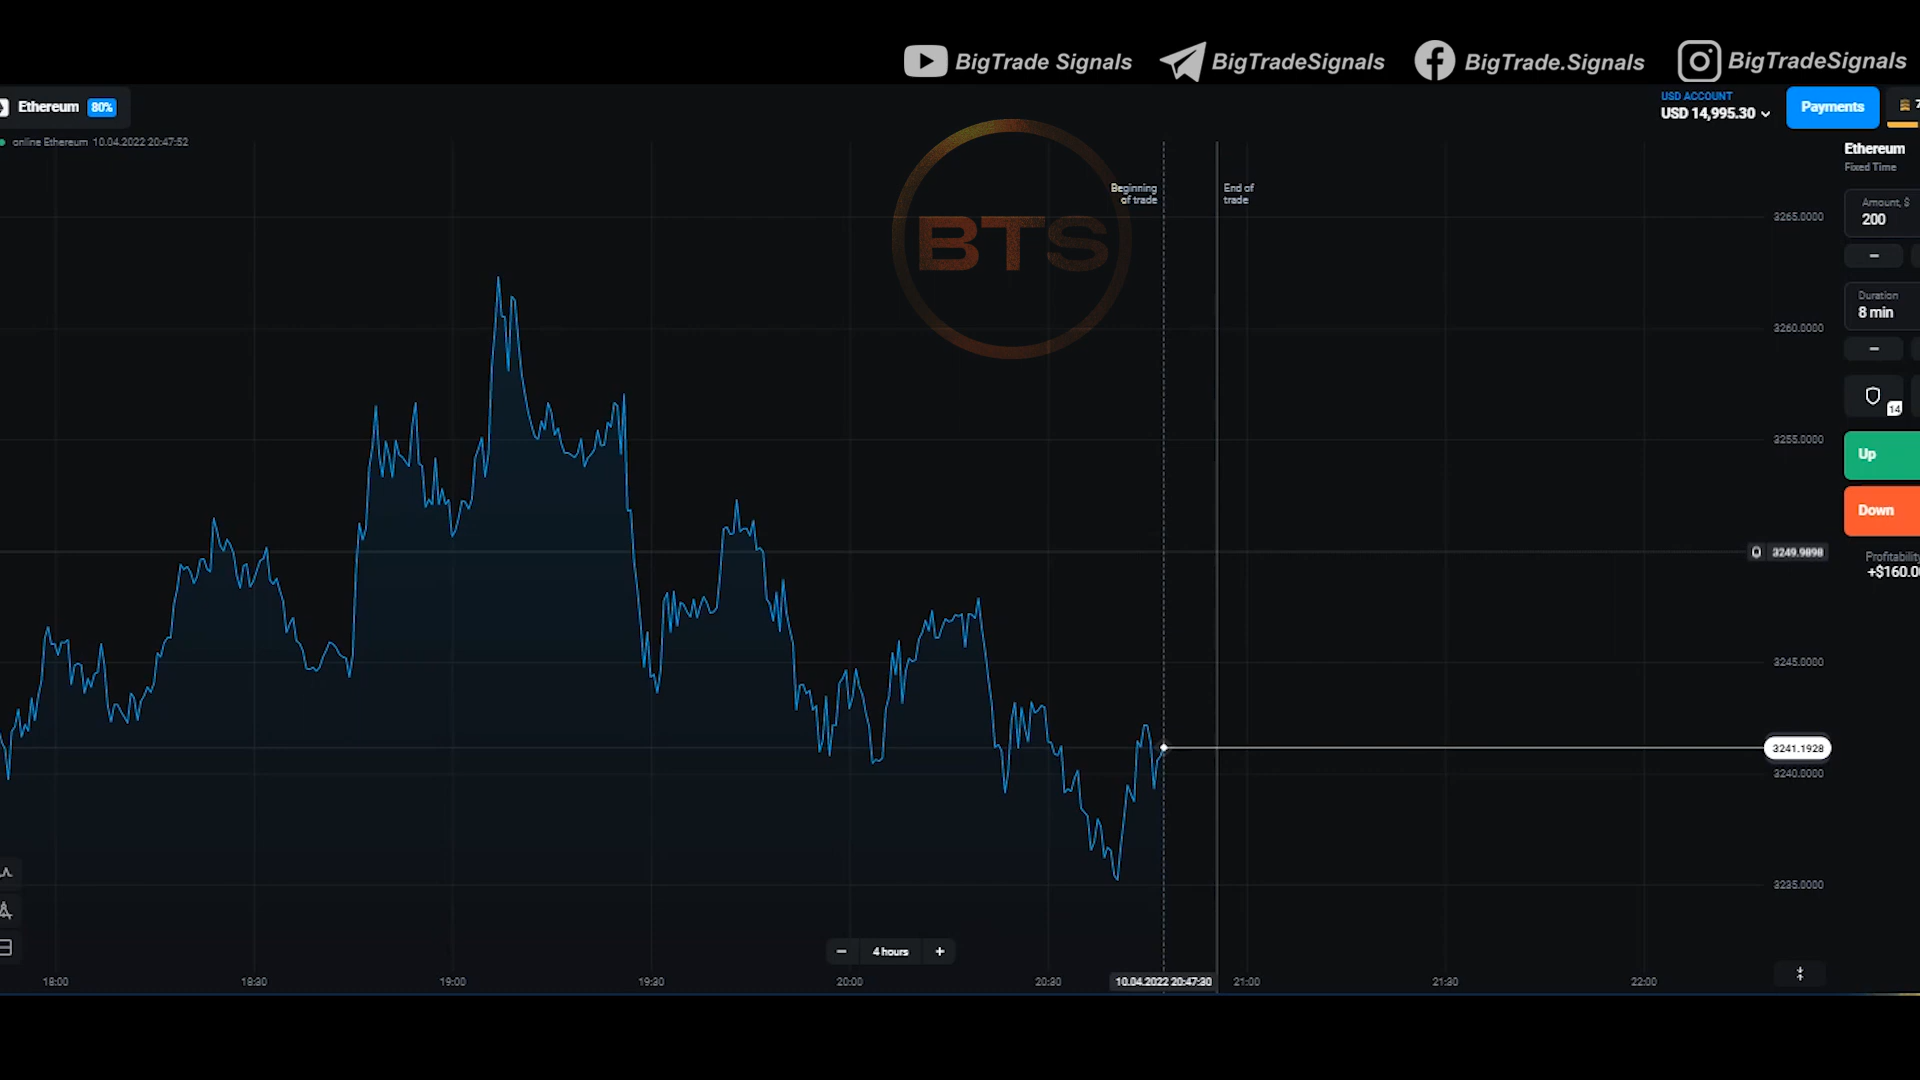 BigTrade Signals
BigTradeSignals
BigTrade.Signals
BigTradeSignals
Ethereum 80%
USD ACCOUNT
USD 14,995.30
Payments
7
online Ethereum 10.04.2022 20:47:52
BTS
Beginning
of trade
End of
trade
Ethereum
Fixed Time
Amount, $
200
Duration
8 min
14
Up
Down
Profitability
+$160.00
3265.0000
3260.0000
3255.0000
3249.9898
3245.0000
3241.1928
3240.0000
3235.0000
4 hours
18:00
18:30
19:00
19:30
20:00
20:30
10.04.2022 20:47:30
21:00
21:30
22:00